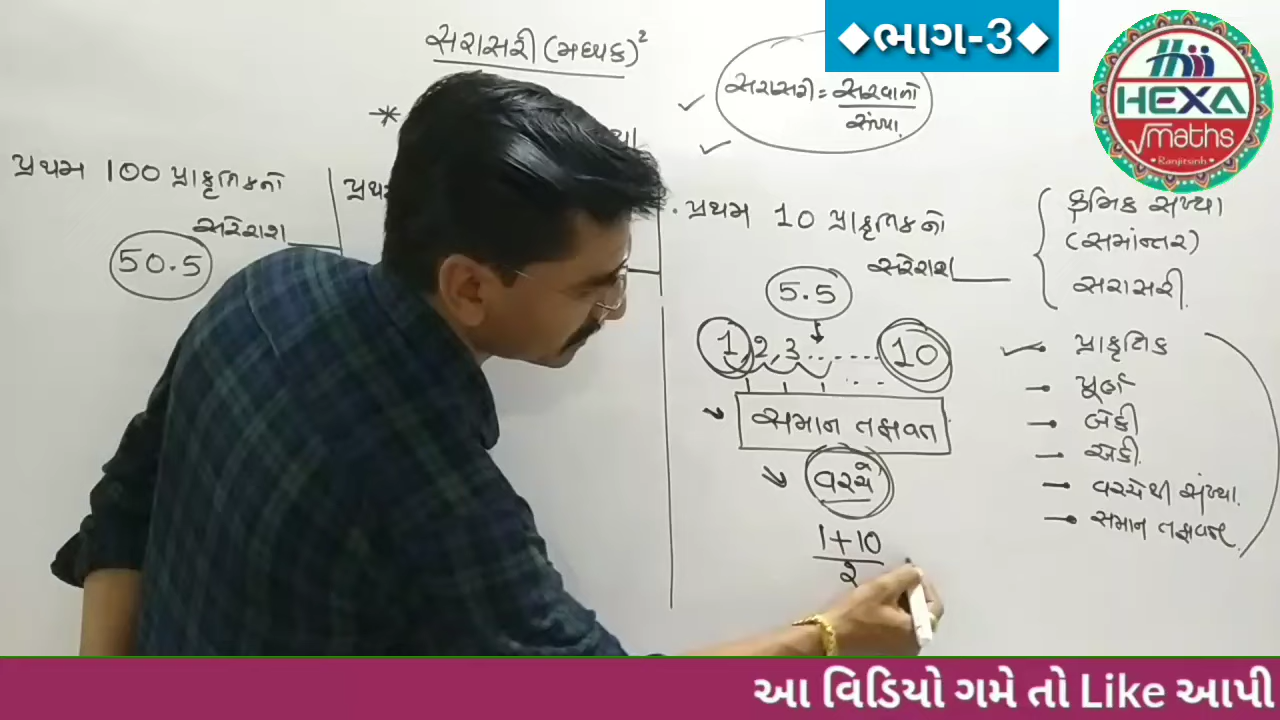 ◆ભાગ-3◆
HEXA
√maths
Ranjitsinh
સરાસરી (મધ્યક)²
સરાસરી = સરવાળો
સંખ્યા
પ્રથમ 100 પ્રાકૃતિકનો
સરેરાશ ___
50.5
પ્રથમ 10 પ્રાકૃતિકનો
સરેરાશ ___
5.5
1 2, 3 ..----- 10
સમાન તફાવત
વચ્ચે
1+10
2
ક્રમિક સંખ્યા
(સમાંન્તર)
સરાસરી.
પ્રાકૃતિક
પૂર્ણ
બેકી
એકી.
વચ્ચેથી સંખ્યા.
સમાન તફાવત.
આ વિડિયો ગમે તો Like આપી